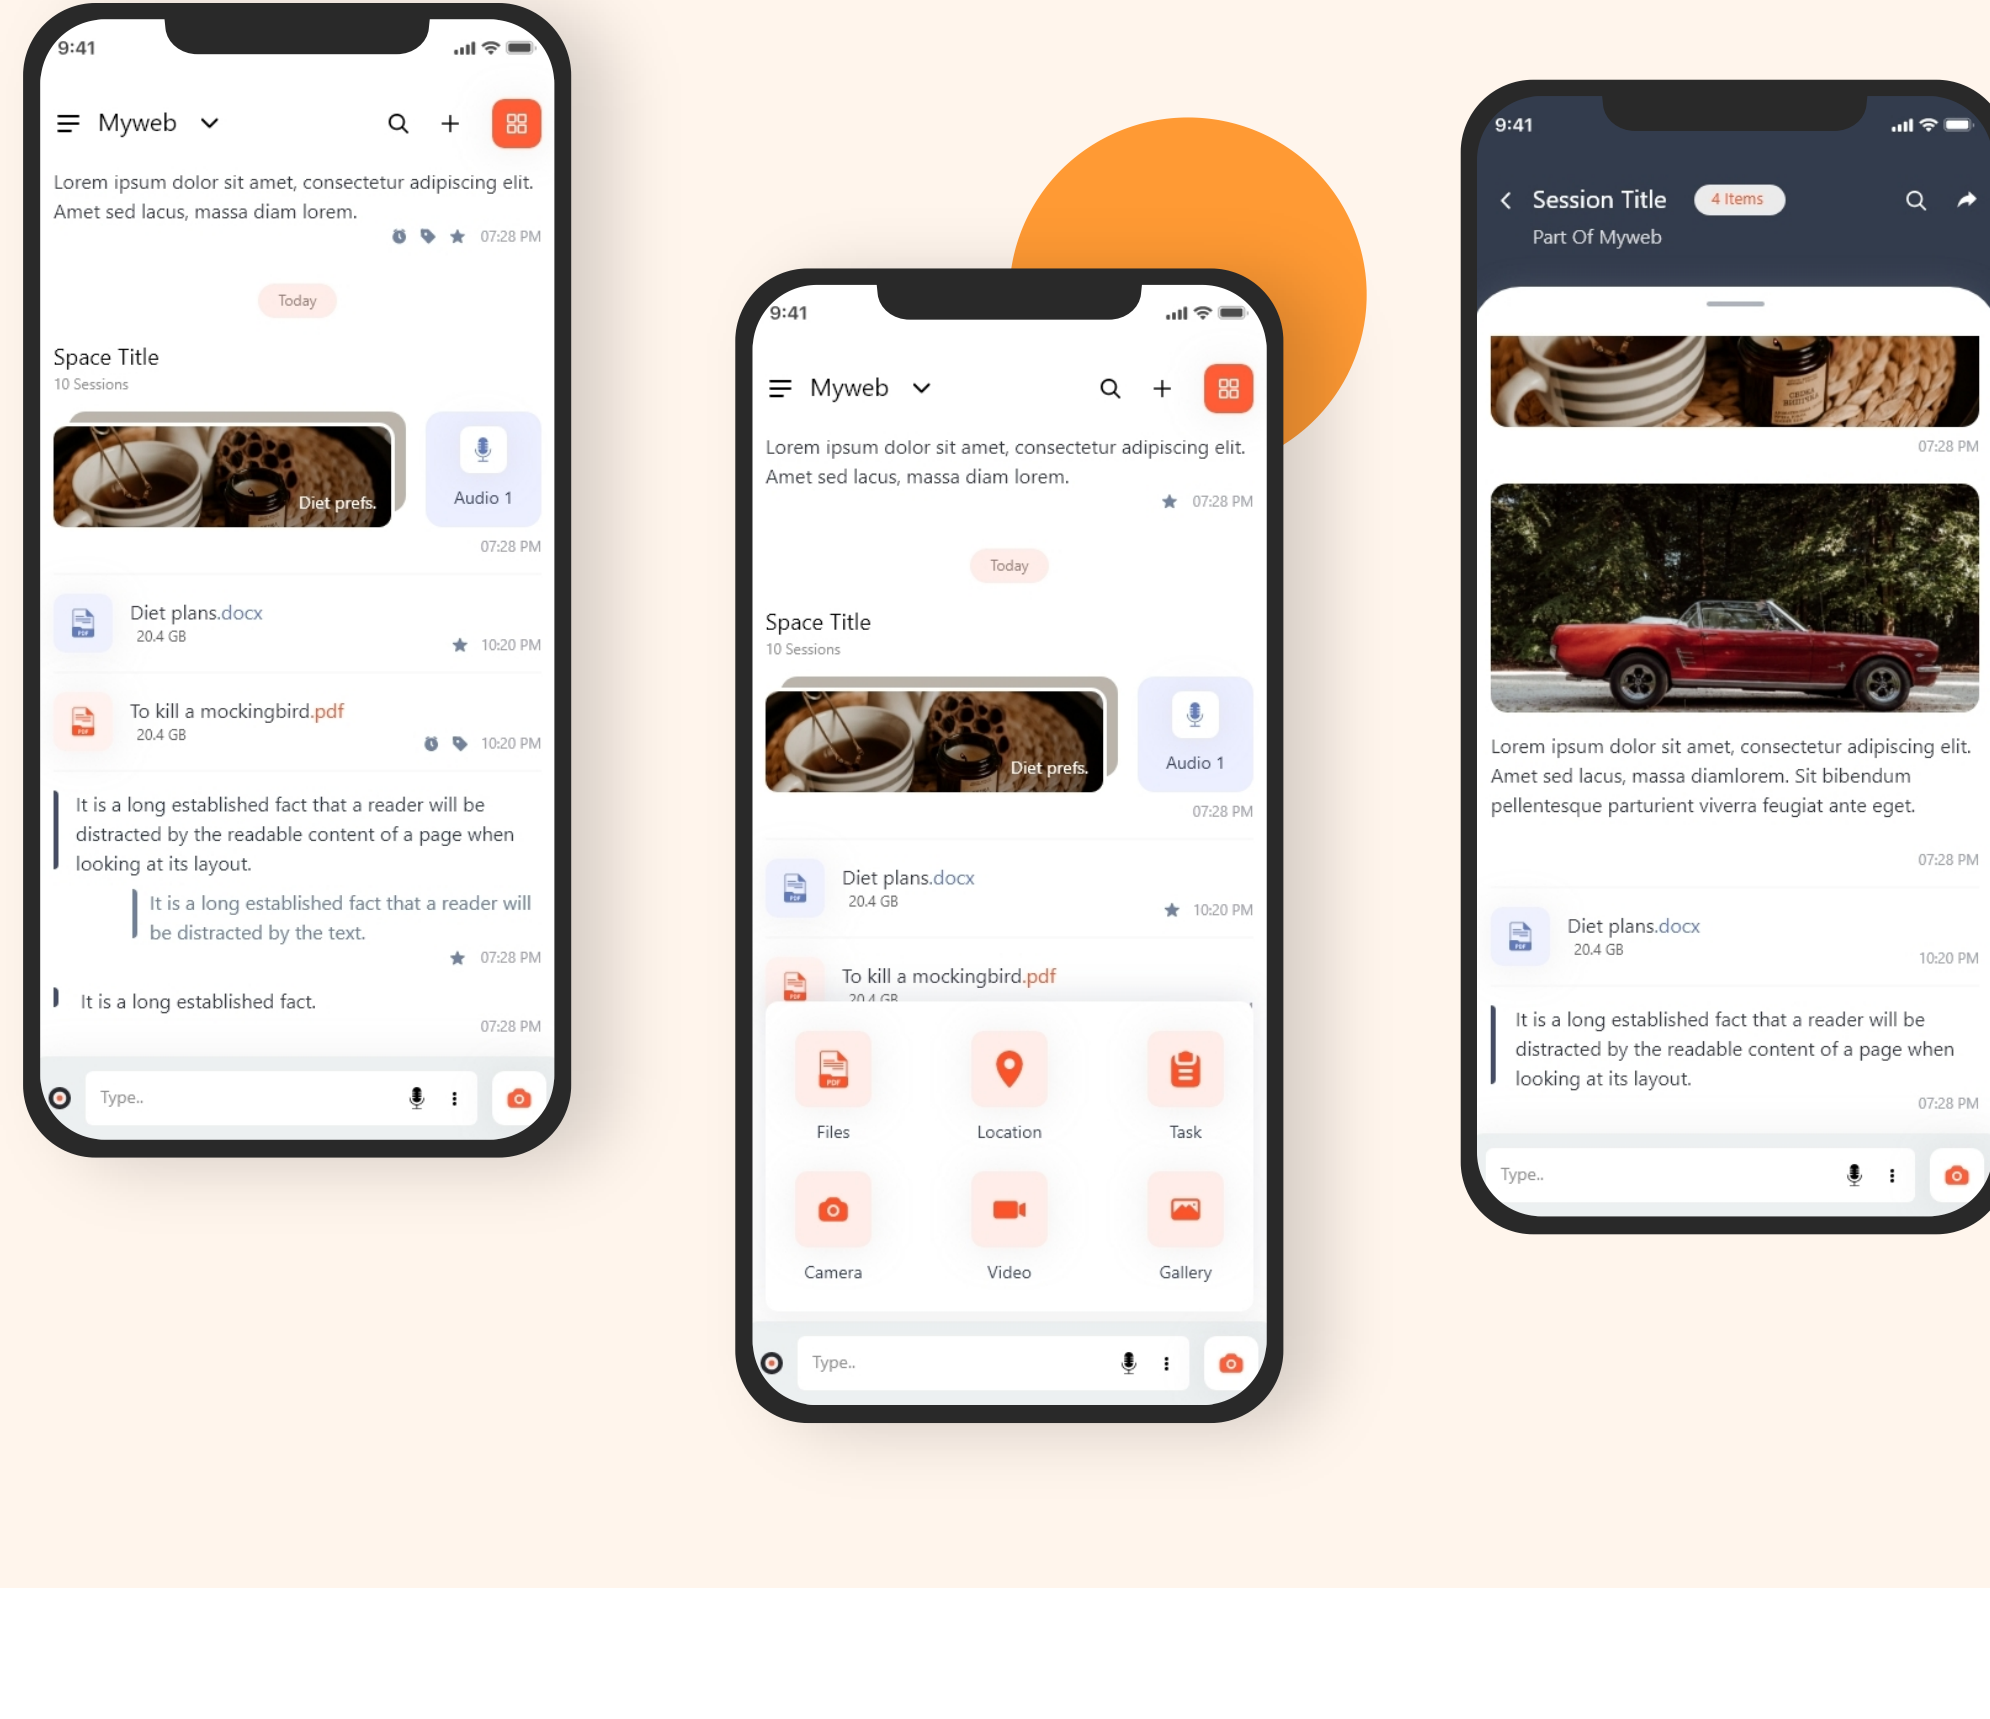 9:41
Myweb
Lorem ipsum dolor sit amet, consectetur adipiscing elit.
Amet sed lacus, massa diam lorem.
07:28 PM
Today
Space Title
10 Sessions
Diet prefs.
Audio 1
07:28 PM
Diet plans.docx
20.4 GB
10:20 PM
PDF
To kill a mockingbird.pdf
20.4 GB
10:20 PM
PDF
It is a long established fact that a reader will be
distracted by the readable content of a page when
looking at its layout.
It is a long established fact that a reader will
be distracted by the text.
07:28 PM
It is a long established fact.
07:28 PM
Type..
9:41
Myweb
Lorem ipsum dolor sit amet, consectetur adipiscing elit.
Amet sed lacus, massa diam lorem.
07:28 PM
Today
Space Title
10 Sessions
Diet prefs.
Audio 1
07:28 PM
Diet plans.docx
20.4 GB
10:20 PM
PDF
To kill a mockingbird.pdf
20.4 GB
PDF
PDF
Files
Location
Task
Camera
Video
Gallery
Type..
9:41
Session Title
4 Items
Part Of Myweb
СВІЖА
ВИПІЧКА
07:28 PM
Lorem ipsum dolor sit amet, consectetur adipiscing elit.
Amet sed lacus, massa diamlorem. Sit bibendum
pellentesque parturient viverra feugiat ante eget.
07:28 PM
Diet plans.docx
20.4 GB
10:20 PM
PDF
It is a long established fact that a reader will be
distracted by the readable content of a page when
looking at its layout.
07:28 PM
Type..